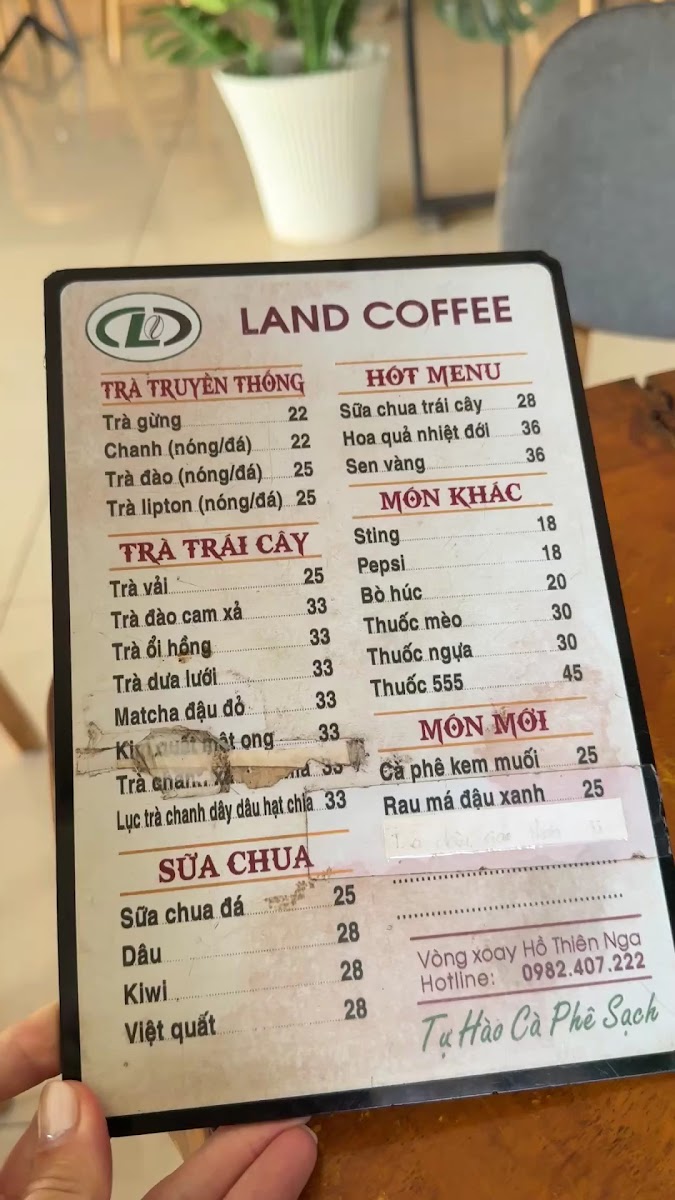 LAND COFFEE
TRÀ TRUYỀN THỐNG
Trà gừng 22
Chanh (nóng/đá) 22
Trà đào (nóng/đá) 25
Trà lipton (nóng/đá) 25
TRÀ TRÁI CÂY
Trà vải 25
Trà đào cam xả 33
Trà ổi hồng 33
Trà dưa lưới 33
Matcha đậu đỏ 33
ong 33
Trà 33
Lục trà chanh dây dâu hạt chia 33
SỮA CHUA
Sữa chua đá 25
Dâu 28
Kiwi 28
Việt quất 28
HOT MENU
Sữa chua trái cây 28
Hoa quả nhiệt đới 36
Sen vàng 36
MÓN KHÁC
Sting 18
Pepsi 18
Bò húc 20
Thuốc mèo 30
Thuốc ngựa 30
Thuốc 555 45
MÓN MỚI
Cà phê kem muối 25
Rau má đậu xanh 25
Vòng xoay Hồ Thiên Nga
Hotline: 0982.407.222
Tự Hào Cà Phê Sạch